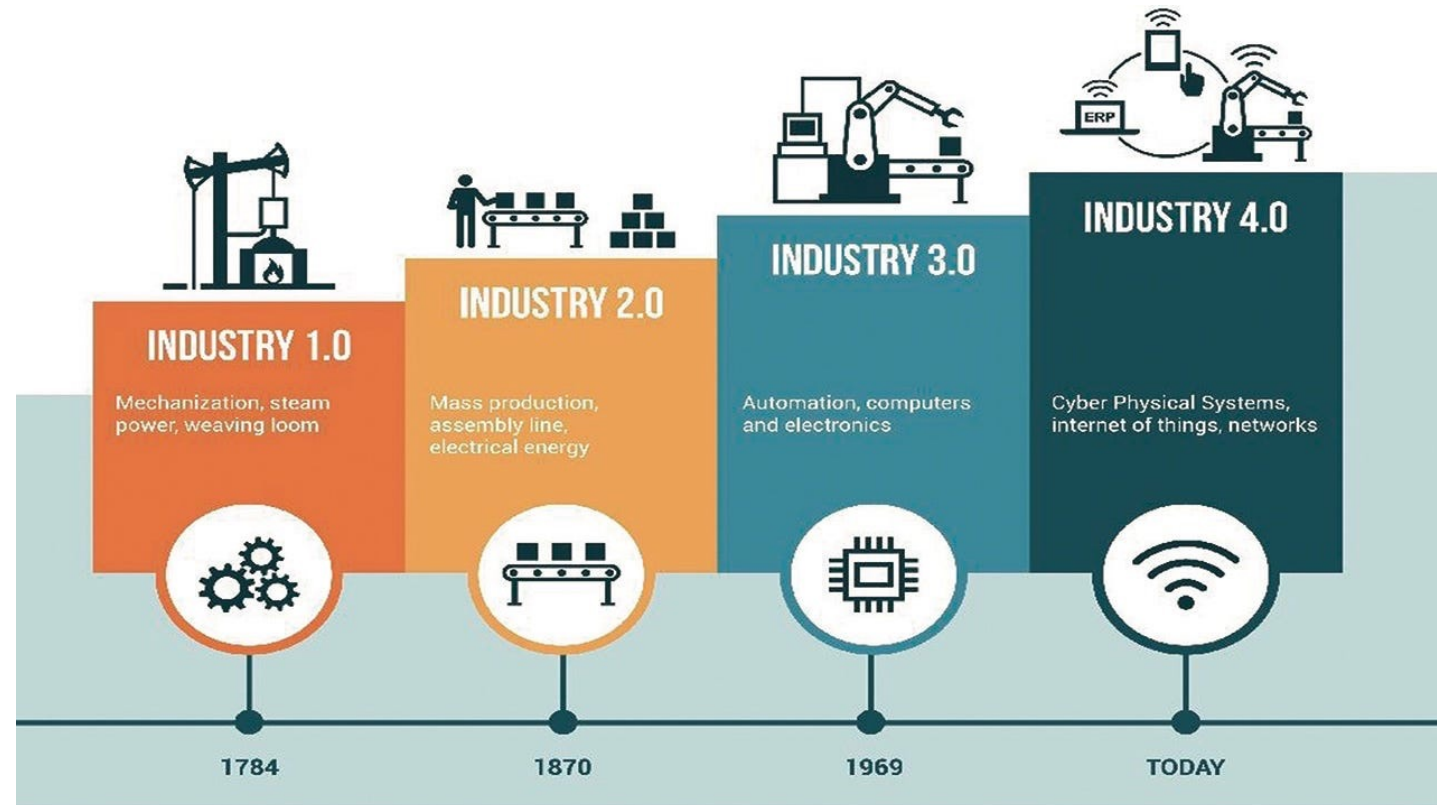 ERP
INDUSTRY 4.0
INDUSTRY 3.0
INDUSTRY 2.0
INDUSTRY 1.0
Mechanization, steam
power, weaving loom
Mass production,
assembly line,
electrical energy
Automation, computers
and electronics
Cyber Physical Systems,
internet of things, networks
1784
1870
1969
TODAY